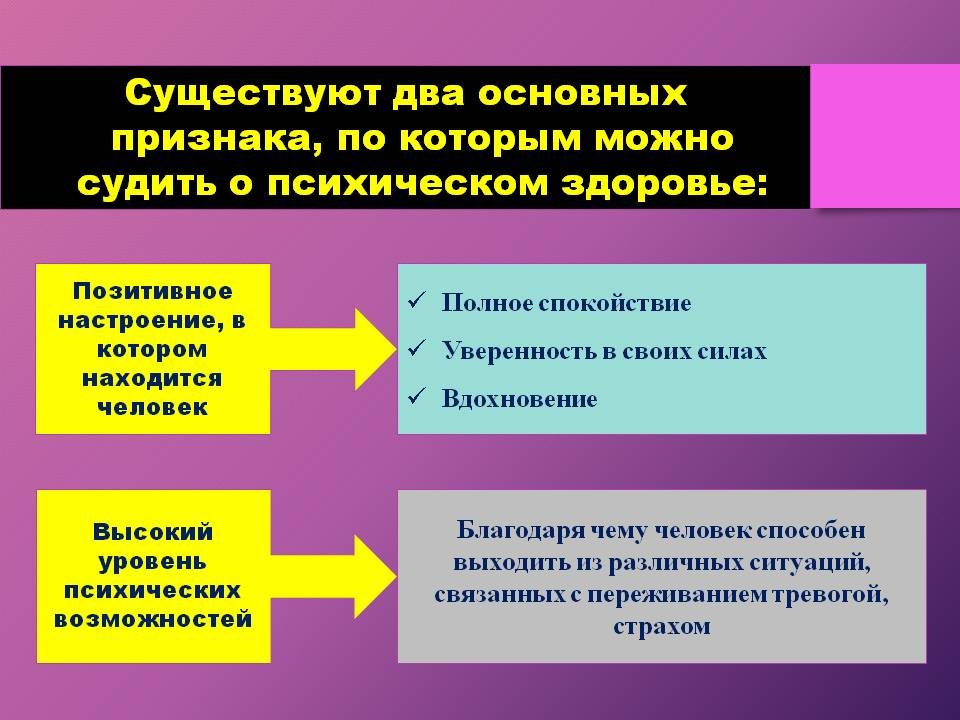 Существуют два основных
признака, по которым можно
судить о психическом здоровье:
Позитивное
настроение, в
котором
находится
человек
✓ Полное спокойствие
✓ Уверенность в своих силах
✓ Вдохновение
Высокий
уровень
психических
возможностей
Благодаря чему человек способен
выходить из различных ситуаций,
связанных с переживанием тревогой,
страхом